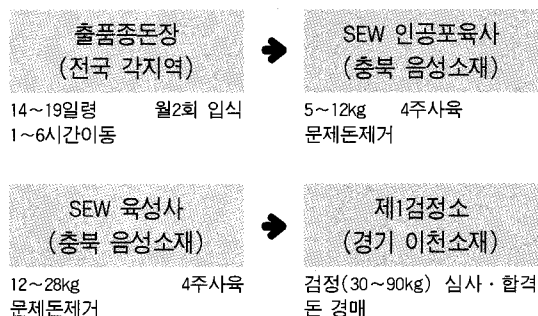 출품종돈장
(전국 각지역)
14~19일령 월2회 입식
1~6시간이동
SEW 인공포육사
(충북 음성소재)
5~12kg 4주사육
문제돈제거
SEW 육성사
(충북 음성소재)
12~28kg 4주사육
문제돈제거
제1검정소
(경기 이천소재)
검정(30~90kg) 심사·합격
돈 경매